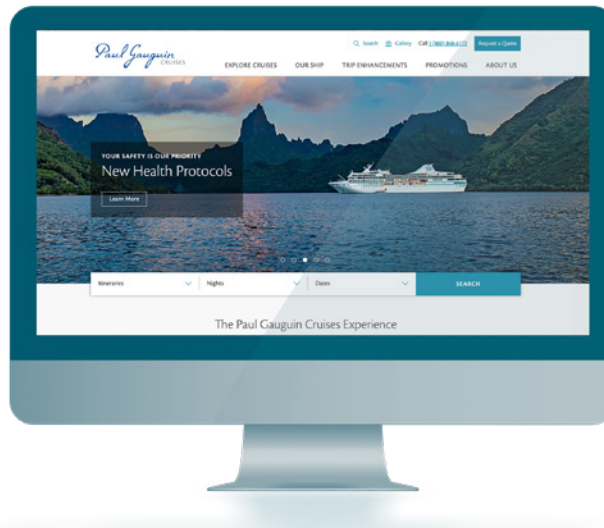 Search Gallery Call Request a Quote
Paul Gauguin
CRUISES
EXPLORE CRUISES OUR SHIP TRIP ENHANCEMENTS PROMOTIONS ABOUT US
YOUR SAFETY IS OUR PRIORITY
New Health Protocols
Learn More
Itineraries Nights Dates SEARCH
The Paul Gauguin Cruises Experience